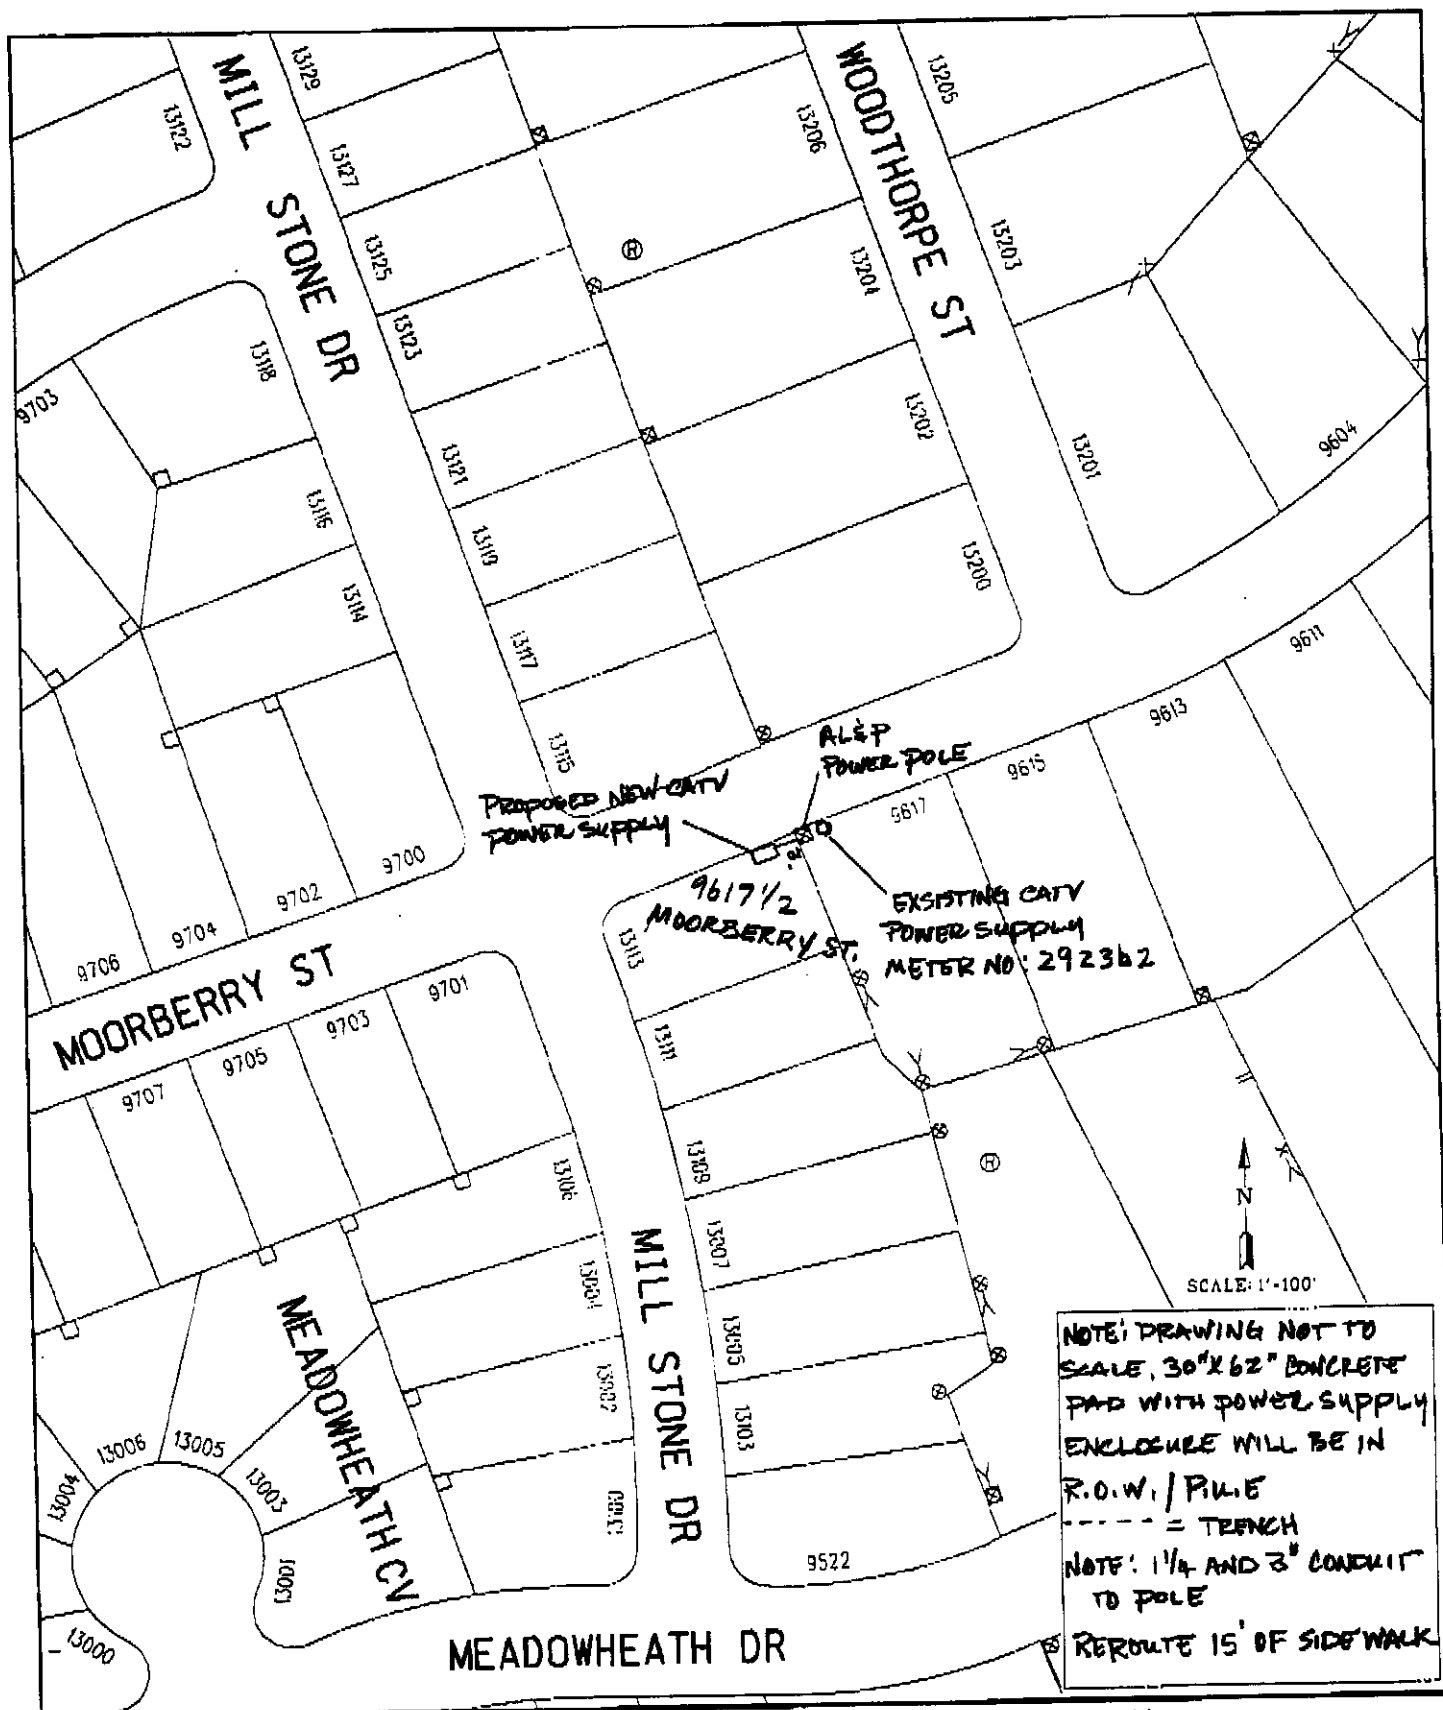 13129
MILL
STONE DR
13122
13127
13125
13123
13118
9703
13121
13116
13119
13114
13117
13115
WOODTHORPE ST
13205
13206
13203
13204
13202
13201
9604
13200
9611
9613
9615
9617
AL&P
POWER POLE
PROPOSED NEW CATV
POWER SUPPLY
9617 1/2
MOORBERRY ST.
EXSISTING CATV
POWER SUPPLY
METER NO: 292362
9700
9702
9704
9706
MOORBERRY ST
9701
9703
9705
9707
13113
13111
13109
13106
MILL STONE DR
13103
9522
MEADOWHEATH CV
13006
13005
13004
13003
13001
13000
MEADOWHEATH DR
N
SCALE: 1"-100'
NOTE: DRAWING NOT TO
SCALE, 30"X62" CONCRETE
PAD WITH POWER SUPPLY
ENCLOSURE WILL BE IN
R.O.W. / P.U.E
------ = TRENCH
NOTE: 1 1/4 AND 3" CONDUIT
TO POLE
REROUTE 15' OF SIDEWALK